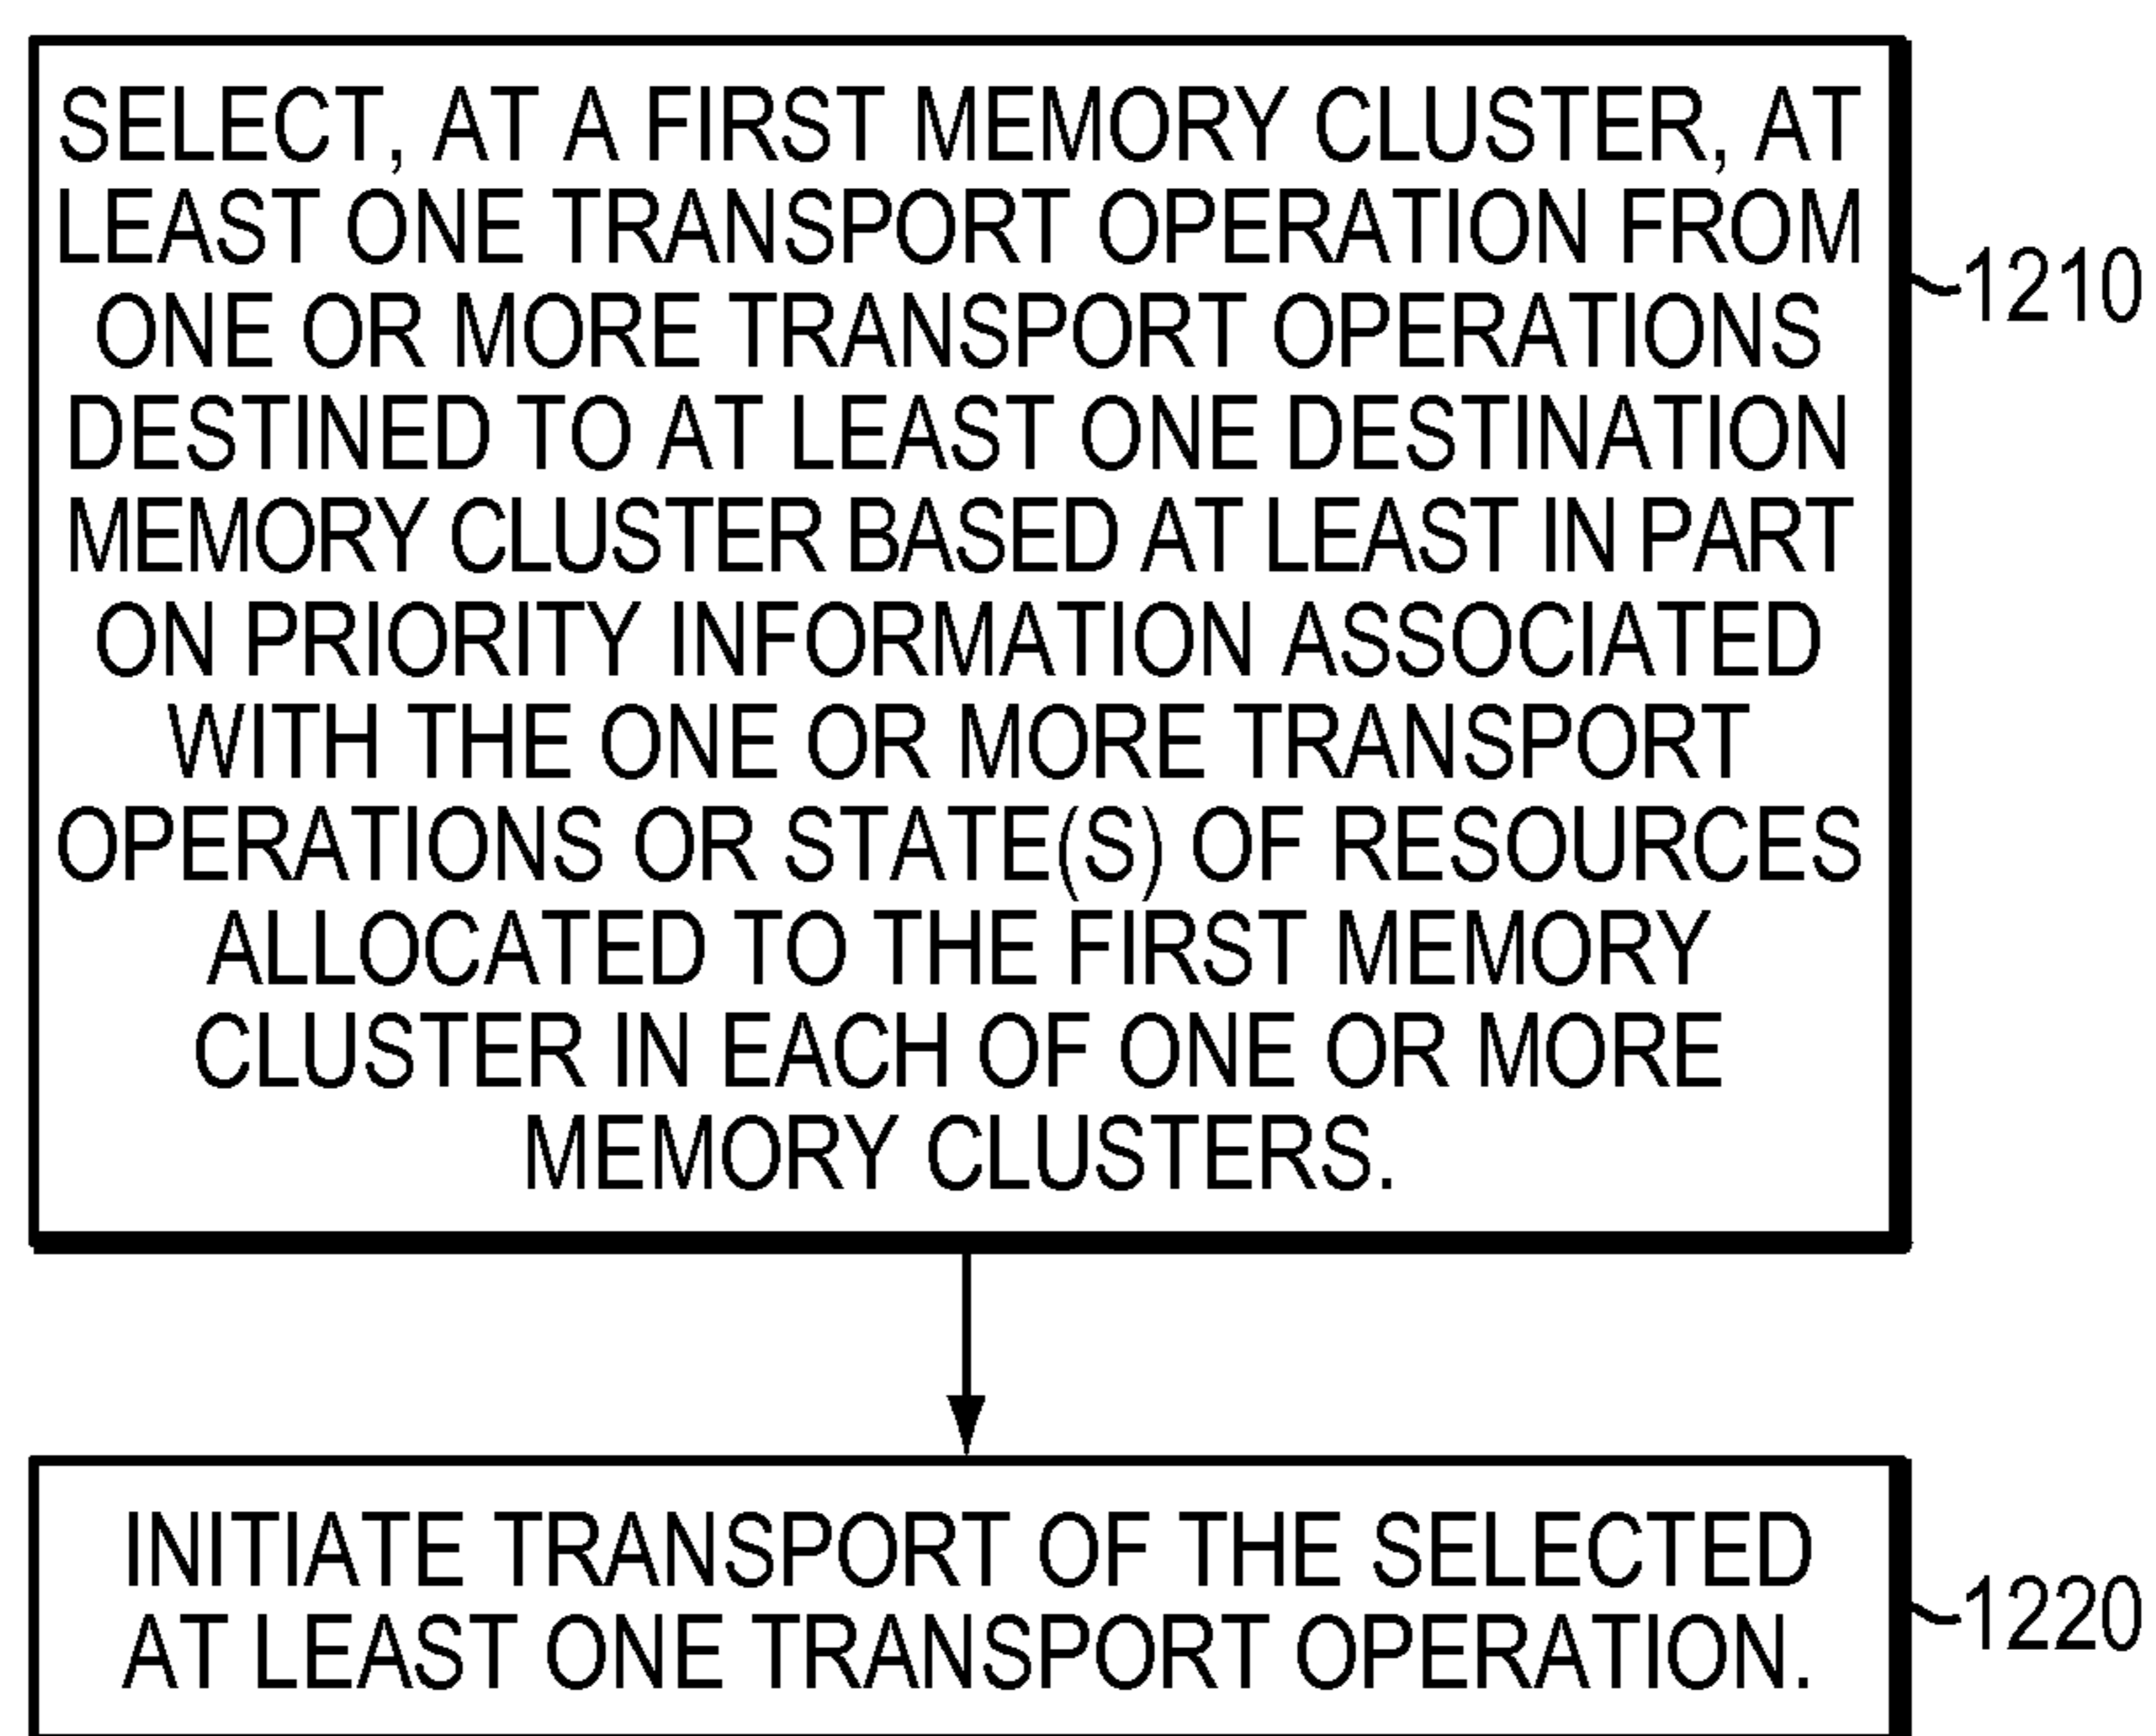 SELECT, AT A FIRST MEMORY CLUSTER, AT
LEAST ONE TRANSPORT OPERATION FROM
ONE OR MORE TRANSPORT OPERATIONS
DESTINED TO AT LEAST ONE DESTINATION
MEMORY CLUSTER BASED AT LEAST IN PART
ON PRIORITY INFORMATION ASSOCIATED
WITH THE ONE OR MORE TRANSPORT
OPERATIONS OR STATE(S) OF RESOURCES
ALLOCATED TO THE FIRST MEMORY
CLUSTER IN EACH OF ONE OR MORE
MEMORY CLUSTERS.
1210
INITIATE TRANSPORT OF THE SELECTED
AT LEAST ONE TRANSPORT OPERATION.
1220